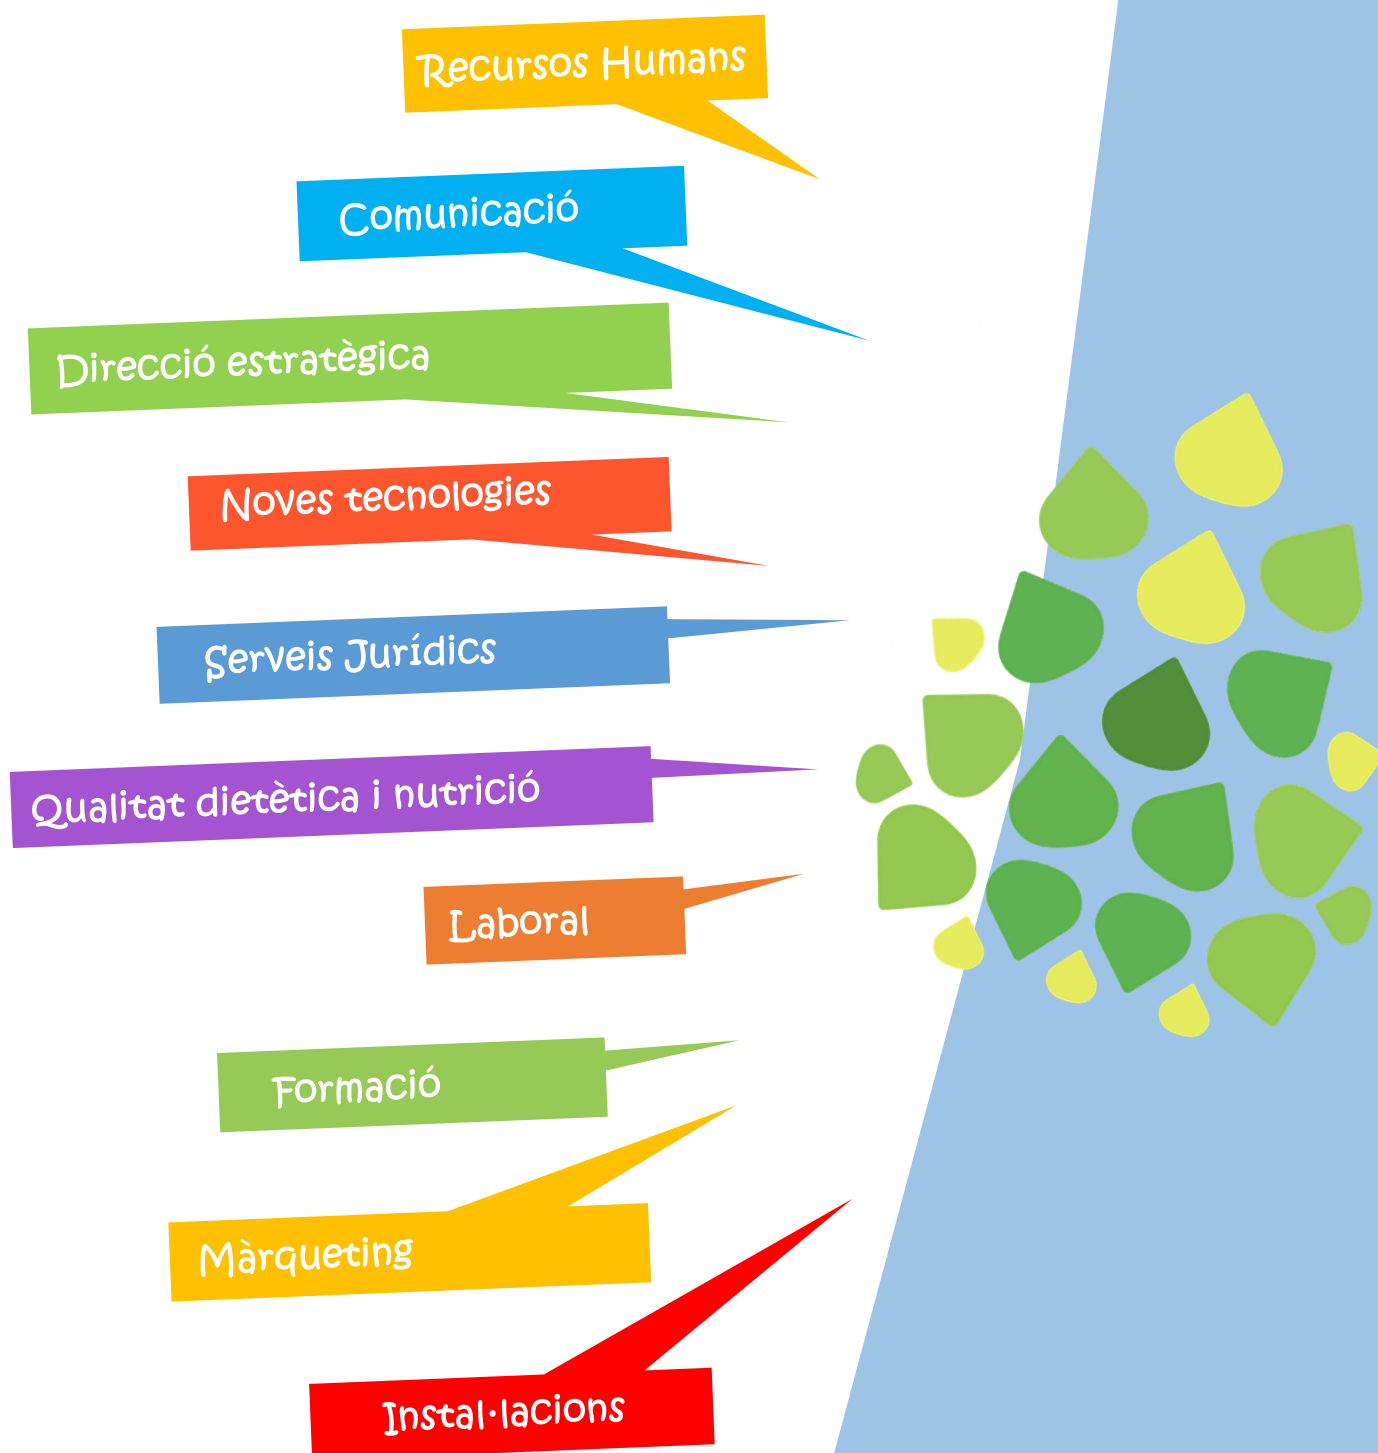 Recursos Humans
Comunicació
Direcció estratègica
Noves tecnologies
Serveis Jurídics
Qualitat dietètica i nutrició
Laboral
Formació
Màrqueting
Instal·lacions